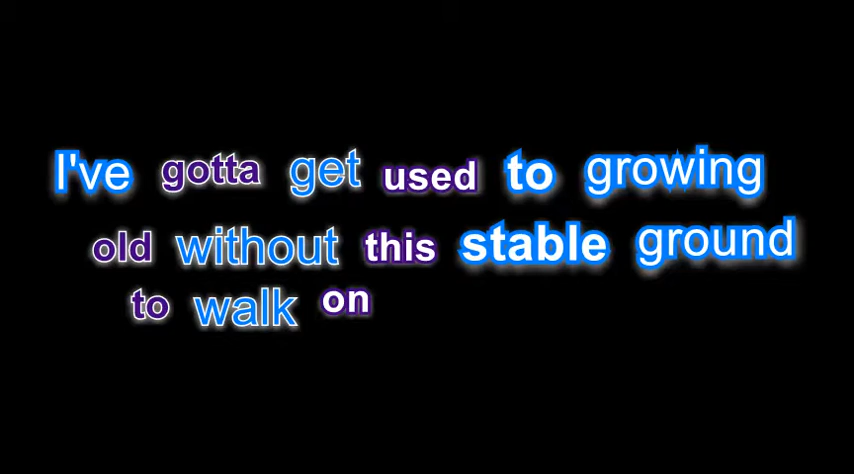 I've gotta get used to growing
old without this stable ground
to walk on